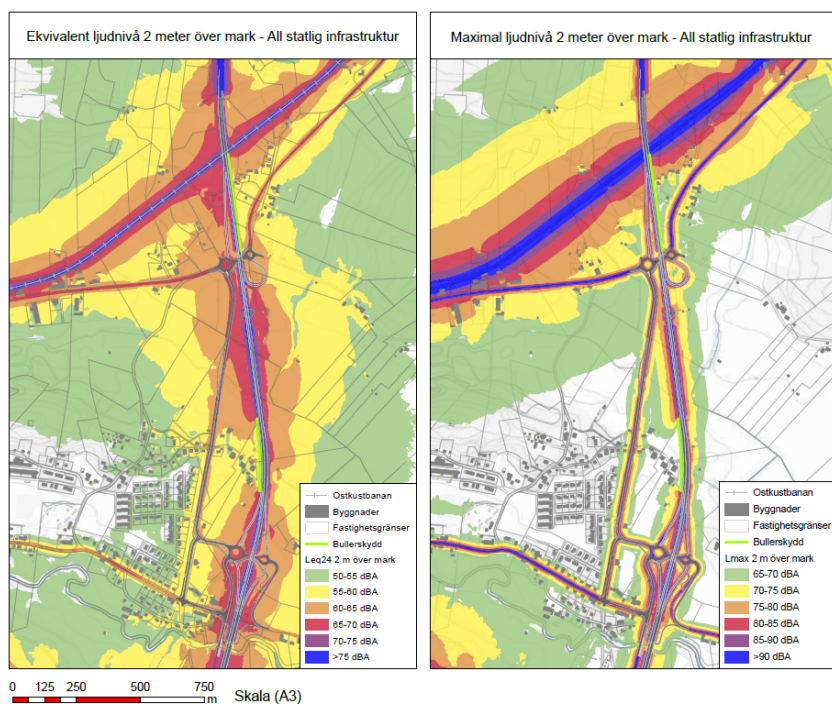 Ekvivalent ljudnivå 2 meter över mark - All statlig infrastruktur
Ostkustbanan
Byggnader
Fastighetsgränser
Bullerskydd
Leq24 2 m över mark
50-55 dBA
55-60 dBA
60-65 dBA
65-70 dBA
70-75 dBA
>75 dBA
Maximal ljudnivå 2 meter över mark - All statlig infrastruktur
Ostkustbanan
Byggnader
Fastighetsgränser
Bullerskydd
Lmax 2 m över mark
65-70 dBA
70-75 dBA
75-80 dBA
80-85 dBA
85-90 dBA
>90 dBA
0 125 250 500 750
m
Skala (A3)